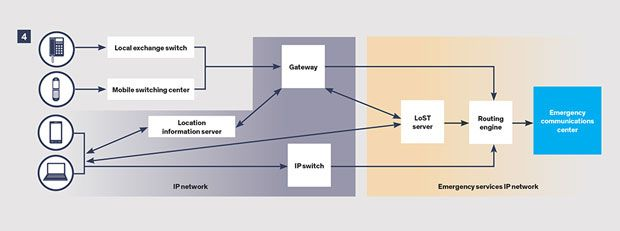 4
Local exchange switch
Mobile switching center
Gateway
Location
information server
LoST
server
Routing
engine
Emergency
communications
center
IP switch
IP network
Emergency services IP network